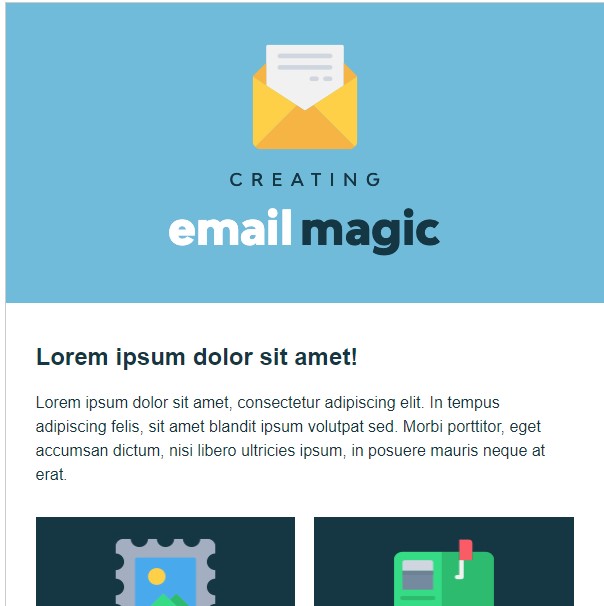 CREATING
email magic
Lorem ipsum dolor sit amet!
Lorem ipsum dolor sit amet, consectetur adipiscing elit. In tempus
adipiscing felis, sit amet blandit ipsum volutpat sed. Morbi porttitor, eget
accumsan dictum, nisi libero ultricies ipsum, in posuere mauris neque at
erat.